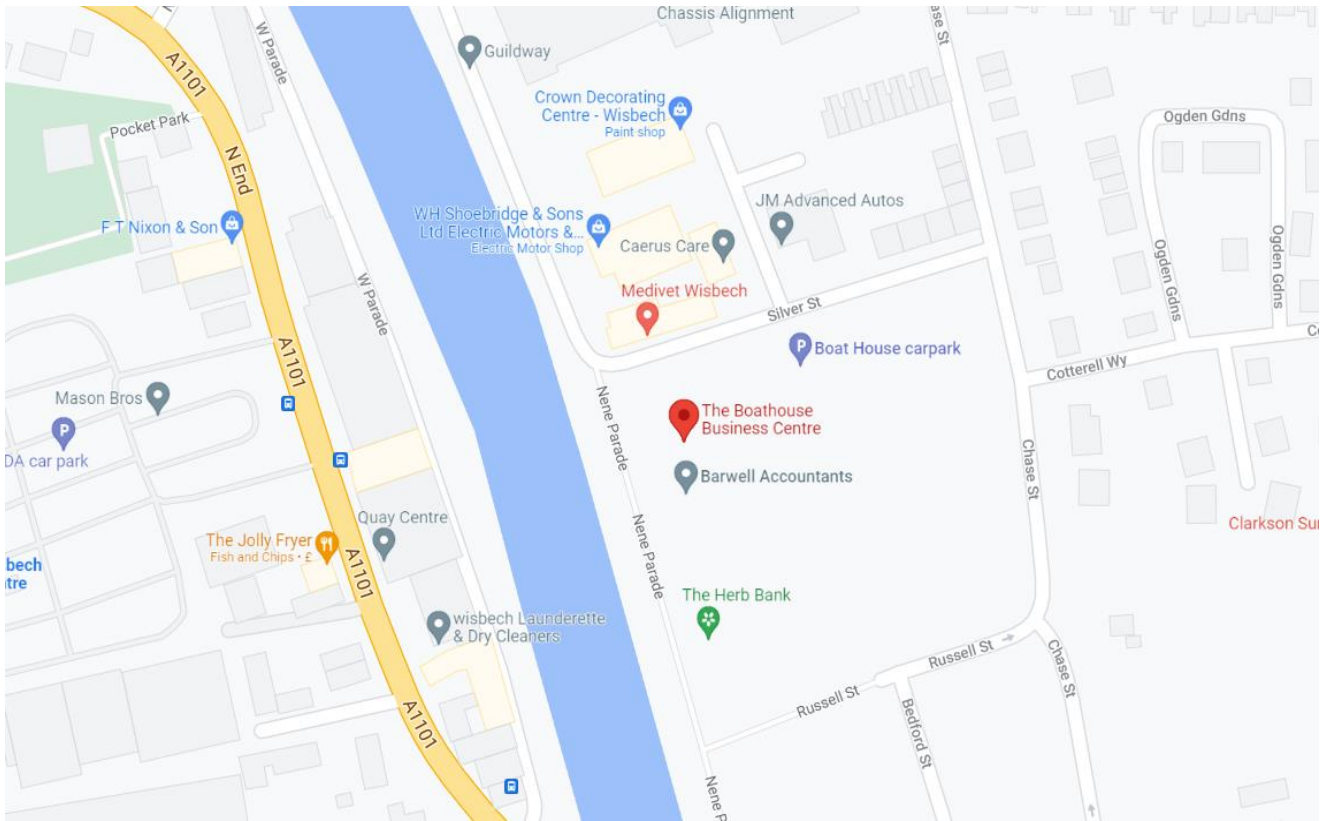 Chassis Alignment
W Parade
Guildway
ase St
A1101
Crown Decorating
Centre - Wisbech
Paint shop
Ogden Gdns
Pocket Park
N End
F T Nixon & Son
WH Shoebridge & Sons
Ltd Electric Motors &...
Electric Motor Shop
JM Advanced Autos
Caerus Care
Ogden Gdns
Ogden Gdns
W Parade
Medivet Wisbech
Silver St
A1101
P
Boat House carpark
Cotterell Wy
Mason Bros
Nene Parade
The Boathouse
Business Centre
P
DA car park
Chase St
Barwell Accountants
Quay Centre
Nene Parade
Clarkson Sur
The Jolly Fryer
Fish and Chips • £
A1101
bech
tre
The Herb Bank
wisbech Launderette
& Dry Cleaners
Russell St
Chase St
Russell St
Bedford St
A1101
Nene P